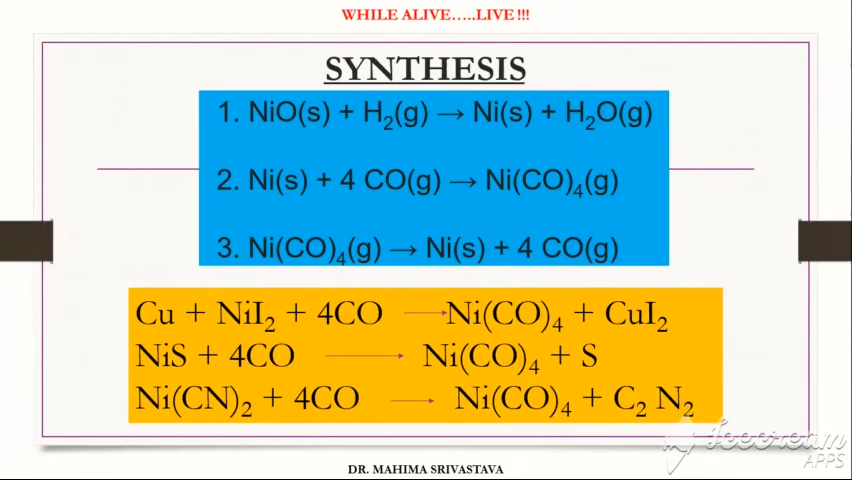 WHILE ALIVE.....LIVE !!!
SYNTHESIS
1. NiO(s) + H₂(g) → Ni(s) + H₂O(g)
2. Ni(s) + 4 CO(g) → Ni(CO)₄(g)
3. Ni(CO)₄(g) → Ni(s) + 4 CO(g)
Cu + NiI₂ + 4CO → Ni(CO)₄ + CuI₂
NiS + 4CO → Ni(CO)₄ + S
Ni(CN)₂ + 4CO → Ni(CO)₄ + C₂ N₂
Icecream
APPS
DR. MAHIMA SRIVASTAVA